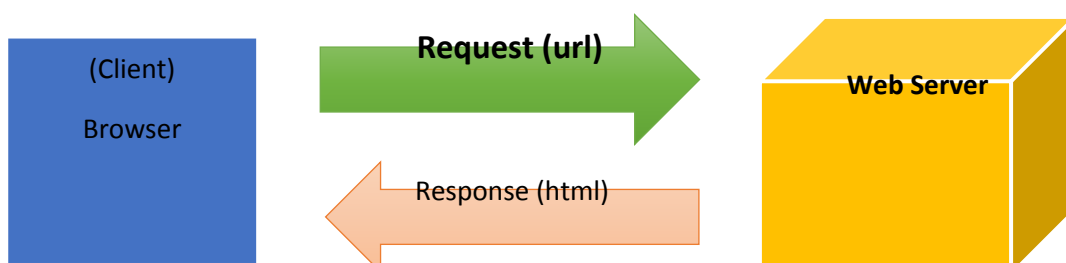 (Client)
Browser
Request (url)
Response (html)
Web Server